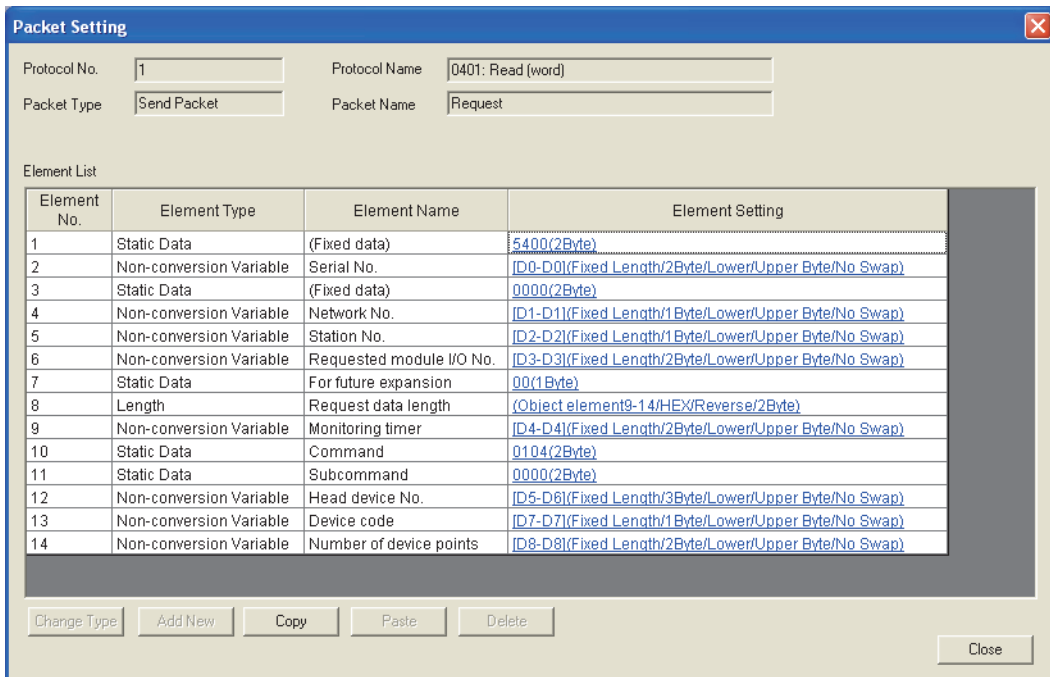 Packet Setting
Protocol No. 1 Protocol Name 0401: Read (word)
Packet Type Send Packet Packet Name Request
Element List
Element No. Element Type Element Name Element Setting
1 Static Data (Fixed data) 5400(2Byte)
2 Non-conversion Variable Serial No. [D0-D0](Fixed Length/2Byte/Lower/Upper Byte/No Swap)
3 Static Data (Fixed data) 0000(2Byte)
4 Non-conversion Variable Network No. [D1-D1](Fixed Length/1Byte/Lower/Upper Byte/No Swap)
5 Non-conversion Variable Station No. [D2-D2](Fixed Length/1Byte/Lower/Upper Byte/No Swap)
6 Non-conversion Variable Requested module I/O No. [D3-D3](Fixed Length/2Byte/Lower/Upper Byte/No Swap)
7 Static Data For future expansion 00(1Byte)
8 Length Request data length (Object element9-14/HEX/Reverse/2Byte)
9 Non-conversion Variable Monitoring timer [D4-D4](Fixed Length/2Byte/Lower/Upper Byte/No Swap)
10 Static Data Command 0104(2Byte)
11 Static Data Subcommand 0000(2Byte)
12 Non-conversion Variable Head device No. [D5-D6](Fixed Length/3Byte/Lower/Upper Byte/No Swap)
13 Non-conversion Variable Device code [D7-D7](Fixed Length/1Byte/Lower/Upper Byte/No Swap)
14 Non-conversion Variable Number of device points [D8-D8](Fixed Length/2Byte/Lower/Upper Byte/No Swap)
Change Type Add New Copy Paste Delete
Close